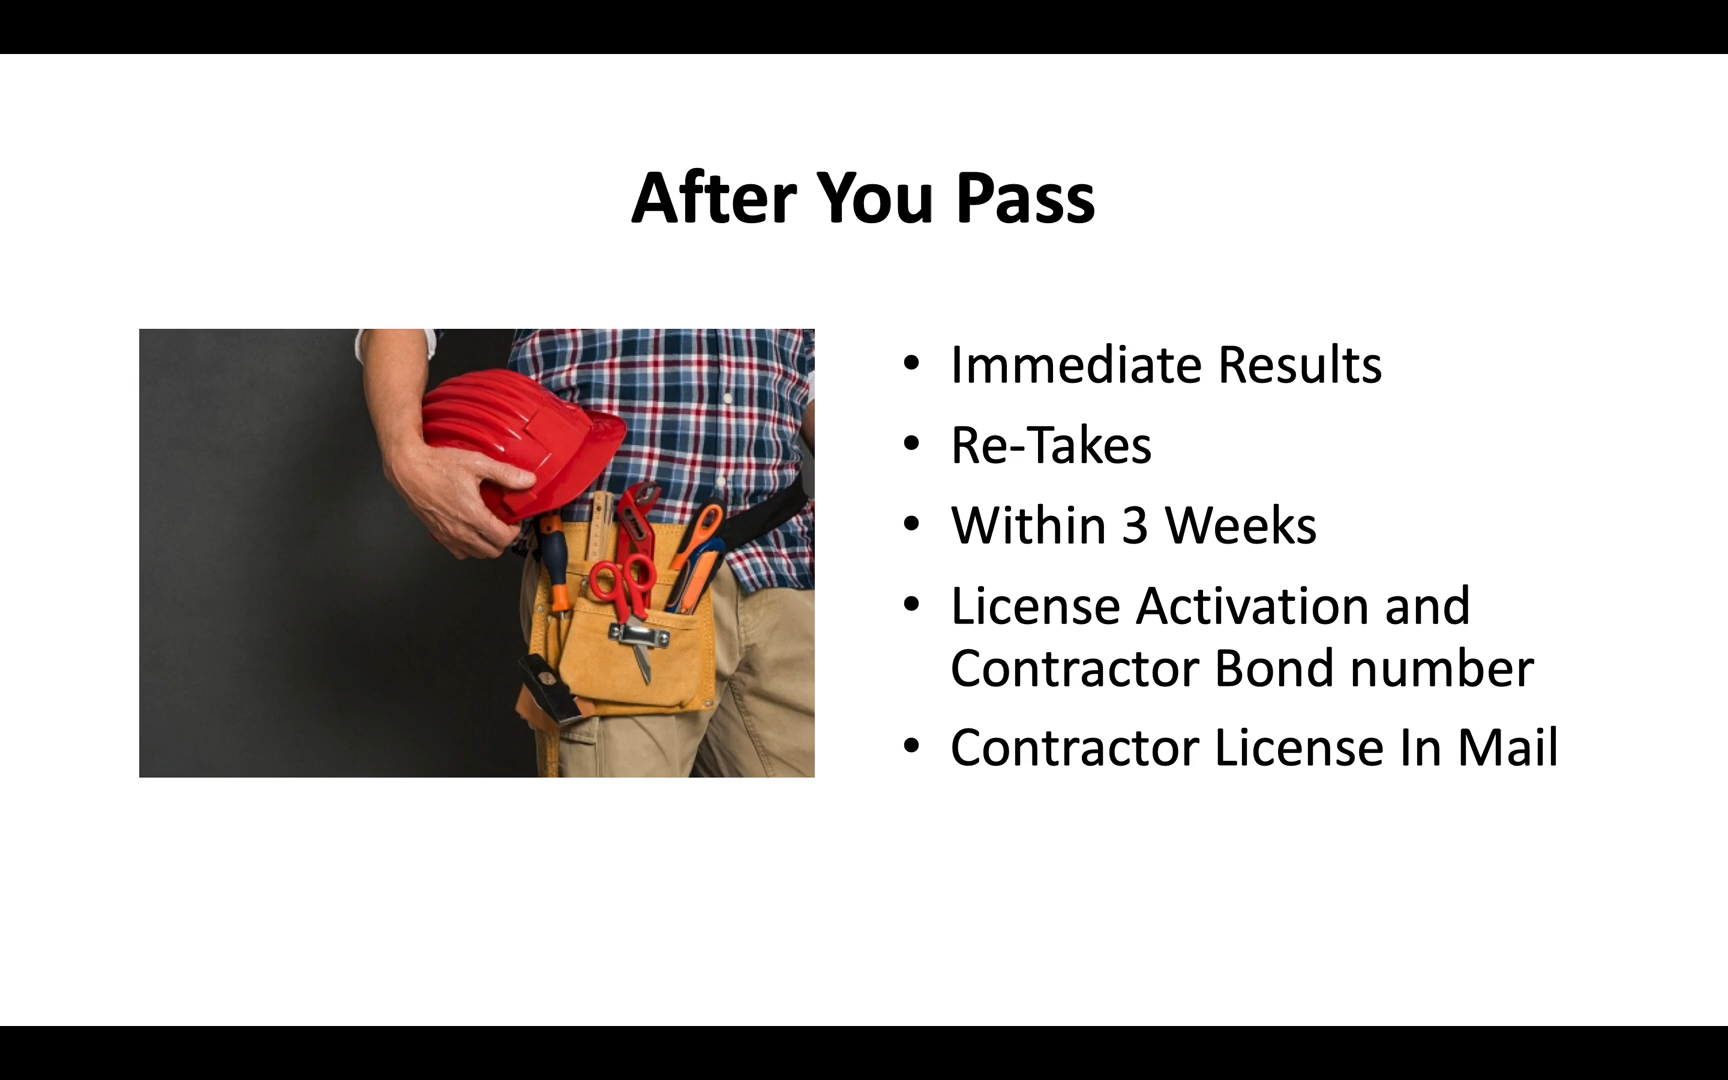 After You Pass
• Immediate Results
• Re-Takes
• Within 3 Weeks
• License Activation and
Contractor Bond number
• Contractor License In Mail